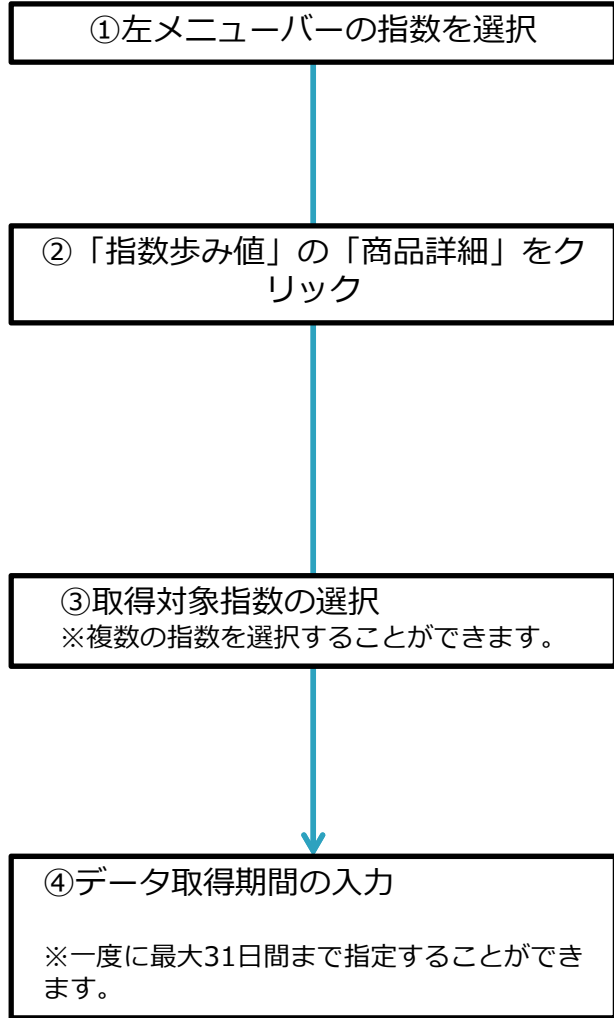 ①左メニューバーの指数を選択
②「指数歩み値」の「商品詳細」をク
リック
③取得対象指数の選択
※複数の指数を選択することができます。
④データ取得期間の入力
※一度に最大31日間まで指定することができ
ます。